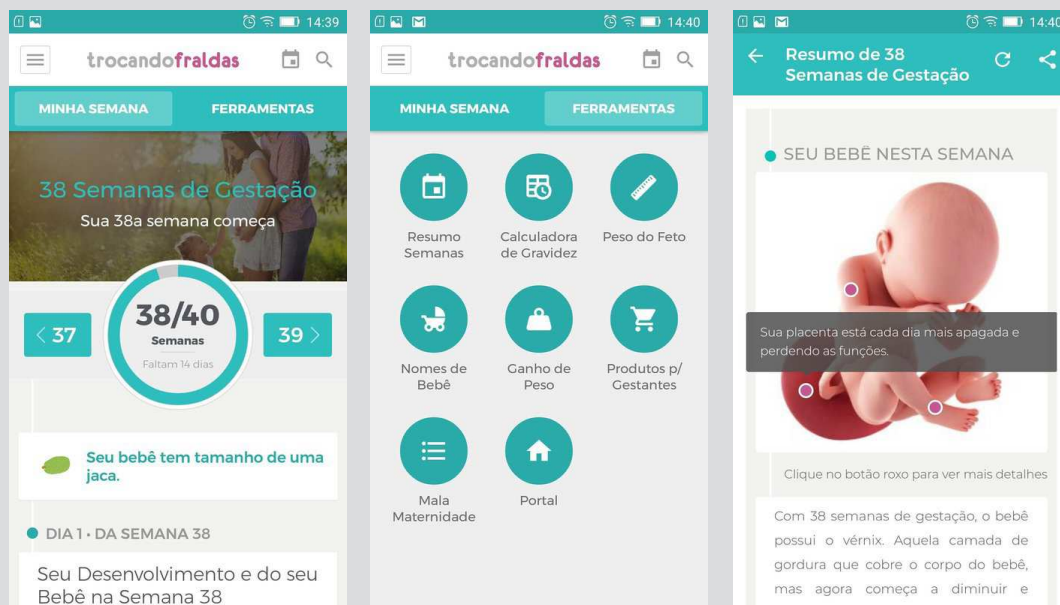 14:39
trocandofraldas
MINHA SEMANA FERRAMENTAS
38 Semanas de Gestação
Sua 38a semana começa
< 37
38/40
Semanas
Faltam 14 dias
39 >
Seu bebê tem tamanho de uma
jaca.
DIA 1 • DA SEMANA 38
Seu Desenvolvimento e do seu
Bebê na Semana 38
14:40
trocandofraldas
MINHA SEMANA FERRAMENTAS
Resumo
Semanas
Calculadora
de Gravidez
Peso do Feto
Nomes de
Bebê
Ganho de
Peso
Produtos p/
Gestantes
Mala
Maternidade
Portal
14:40
Resumo de 38
Semanas de Gestação
SEU BEBÊ NESTA SEMANA
Sua placenta está cada dia mais apagada e
perdendo as funções.
Clique no botão roxo para ver mais detalhes
Com 38 semanas de gestação, o bebê
possui o vérnix. Aquela camada de
gordura que cobre o corpo do bebê,
mas agora começa a diminuir e